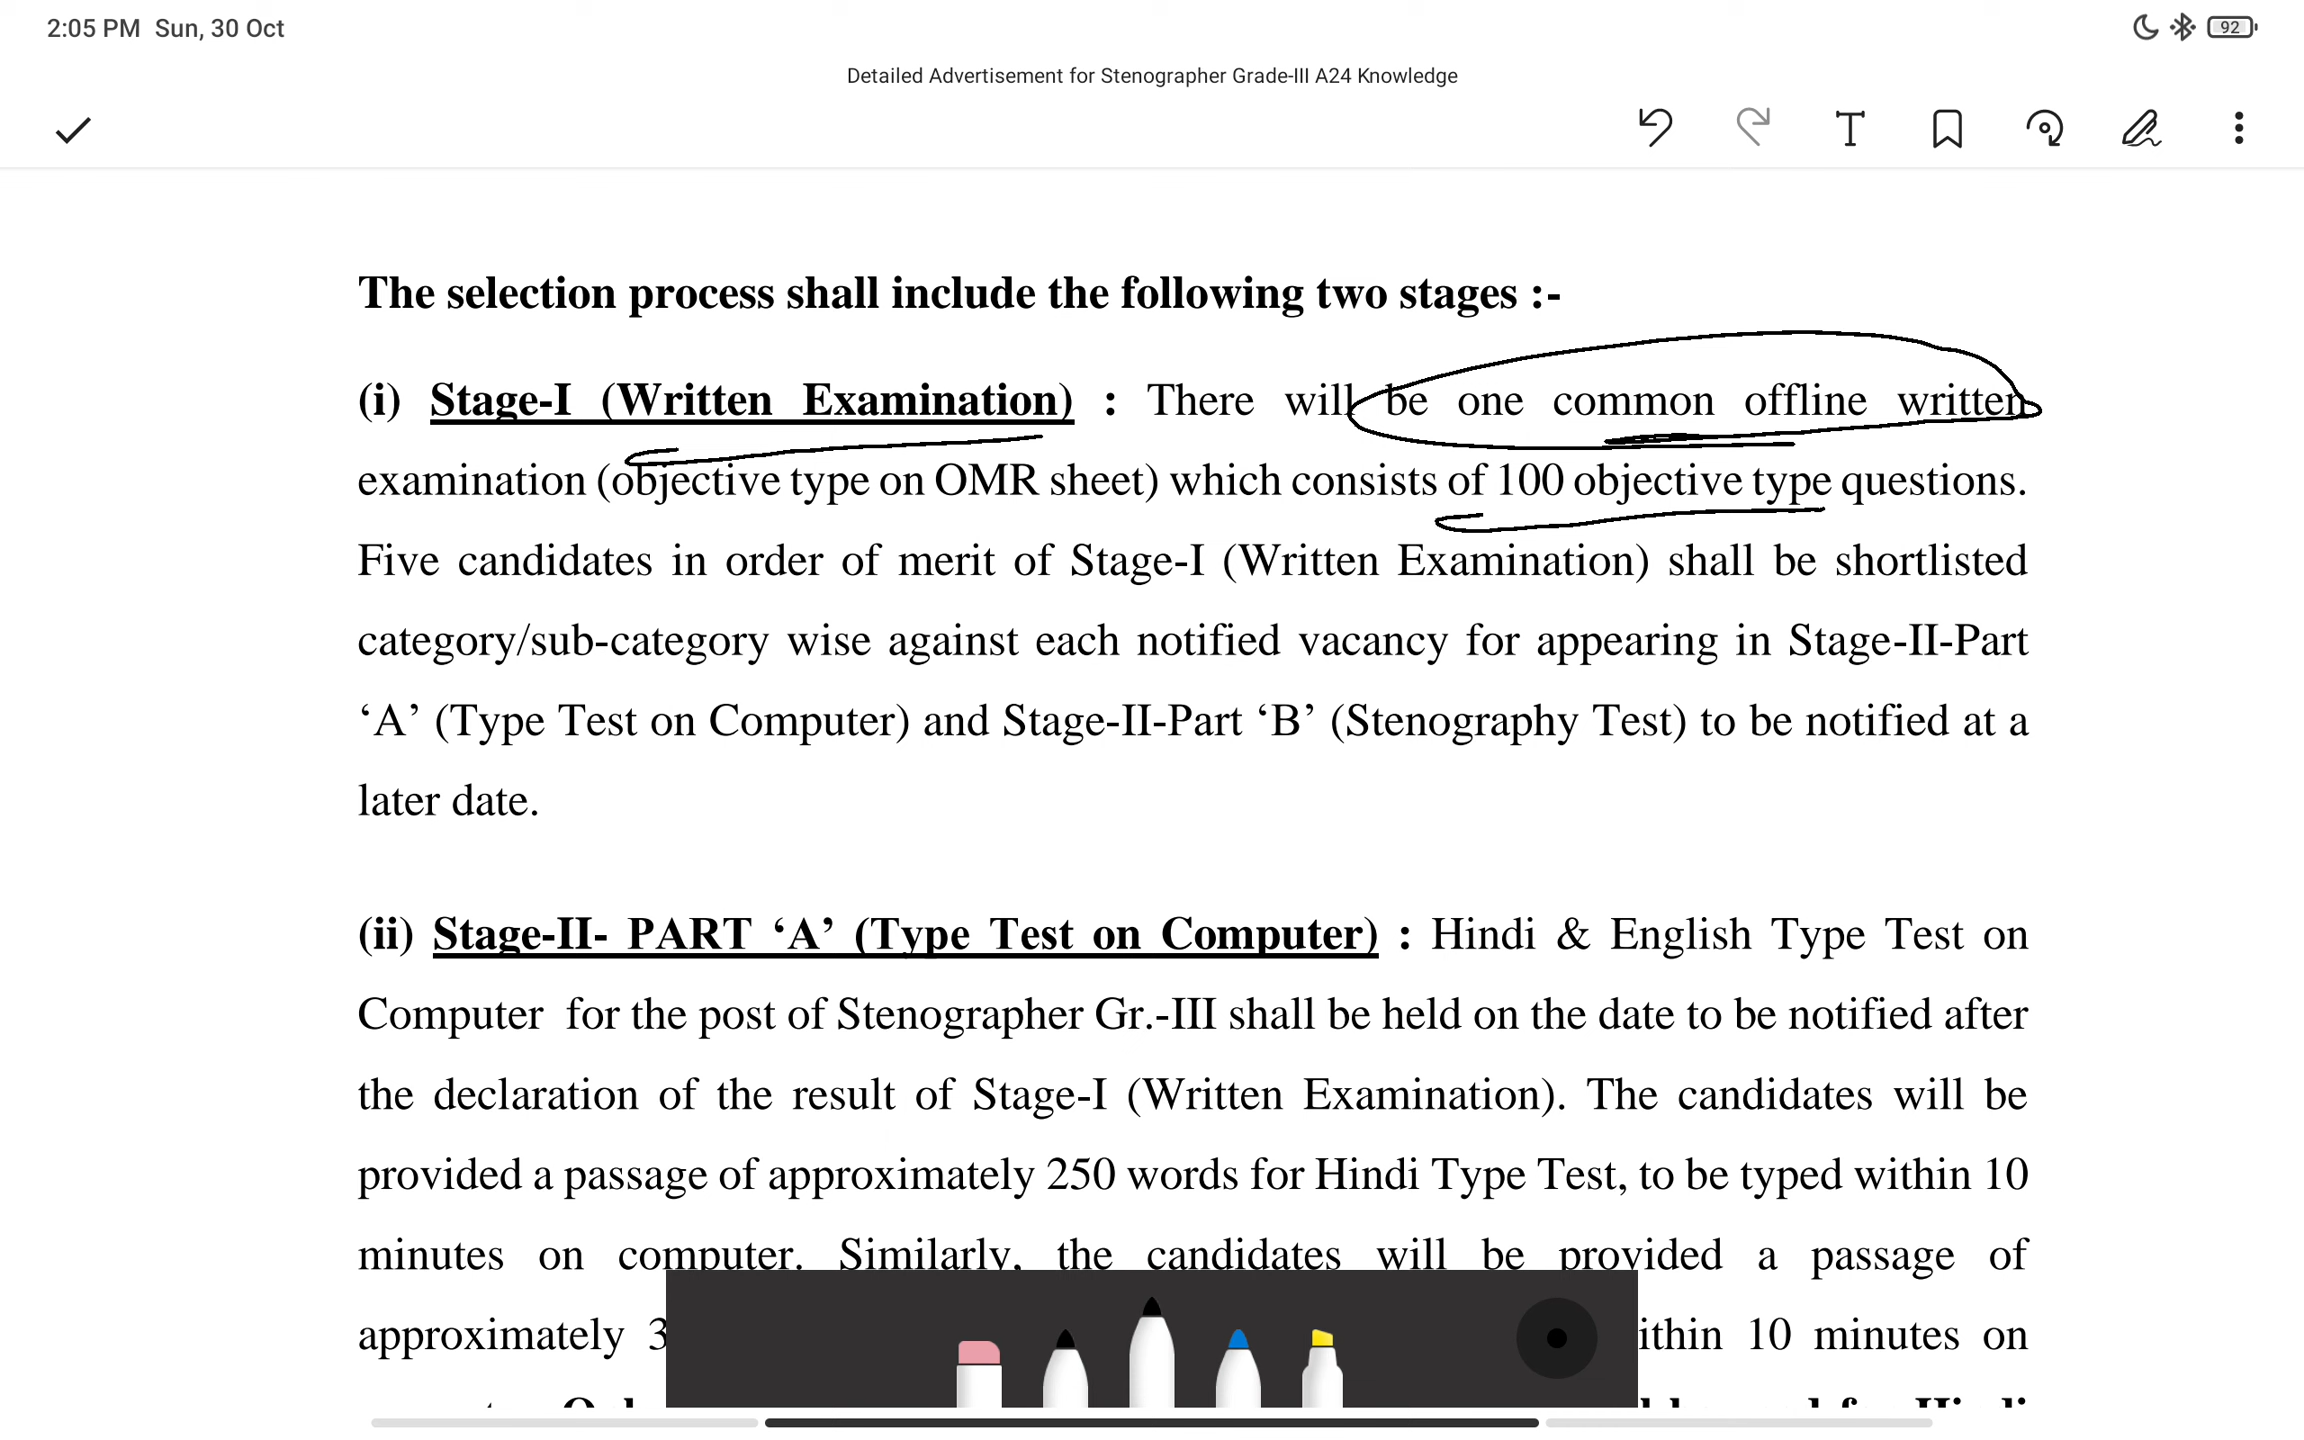 2:05 PM Sun, 30 Oct
92
Detailed Advertisement for Stenographer Grade-III A24 Knowledge
The selection process shall include the following two stages :-
(i) Stage-I (Written Examination) : There will be one common offline written
examination (objective type on OMR sheet) which consists of 100 objective type questions.
Five candidates in order of merit of Stage-I (Written Examination) shall be shortlisted
category/sub-category wise against each notified vacancy for appearing in Stage-II-Part
‘A’ (Type Test on Computer) and Stage-II-Part ‘B’ (Stenography Test) to be notified at a
later date.
(ii) Stage-II- PART ‘A’ (Type Test on Computer) : Hindi & English Type Test on
Computer for the post of Stenographer Gr.-III shall be held on the date to be notified after
the declaration of the result of Stage-I (Written Examination). The candidates will be
provided a passage of approximately 250 words for Hindi Type Test, to be typed within 10
minutes on computer. Similarly, the candidates will be provided a passage of
approximately 3 ithin 10 minutes on